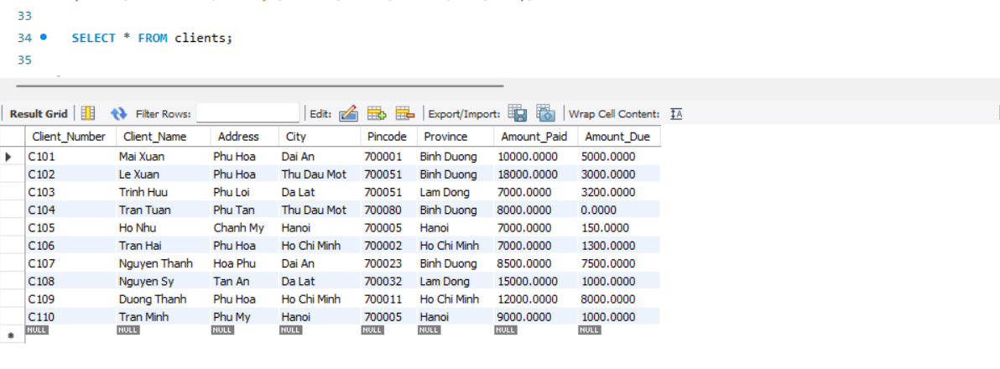 33
34 SELECT * FROM clients;
35
Result Grid Filter Rows: Edit: Export/Import: Wrap Cell Content: IA
Client_Number Client_Name Address City Pincode Province Amount_Paid Amount_Due
C101 Mai Xuan Phu Hoa Dai An 700001 Binh Duong 10000.0000 5000.0000
C102 Le Xuan Phu Hoa Thu Dau Mot 700051 Binh Duong 18000.0000 3000.0000
C103 Trinh Huu Phu Loi Da Lat 700051 Lam Dong 7000.0000 3200.0000
C104 Tran Tuan Phu Tan Thu Dau Mot 700080 Binh Duong 8000.0000 0.0000
C105 Ho Nhu Chanh My Hanoi 700005 Hanoi 7000.0000 150.0000
C106 Tran Hai Phu Hoa Ho Chi Minh 700002 Ho Chi Minh 7000.0000 1300.0000
C107 Nguyen Thanh Hoa Phu Dai An 700023 Binh Duong 8500.0000 7500.0000
C108 Nguyen Sy Tan An Da Lat 700032 Lam Dong 15000.0000 1000.0000
C109 Duong Thanh Phu Hoa Ho Chi Minh 700011 Ho Chi Minh 12000.0000 8000.0000
C110 Tran Minh Phu My Hanoi 700005 Hanoi 9000.0000 1000.0000
NULL NULL NULL NULL NULL NULL NULL NULL